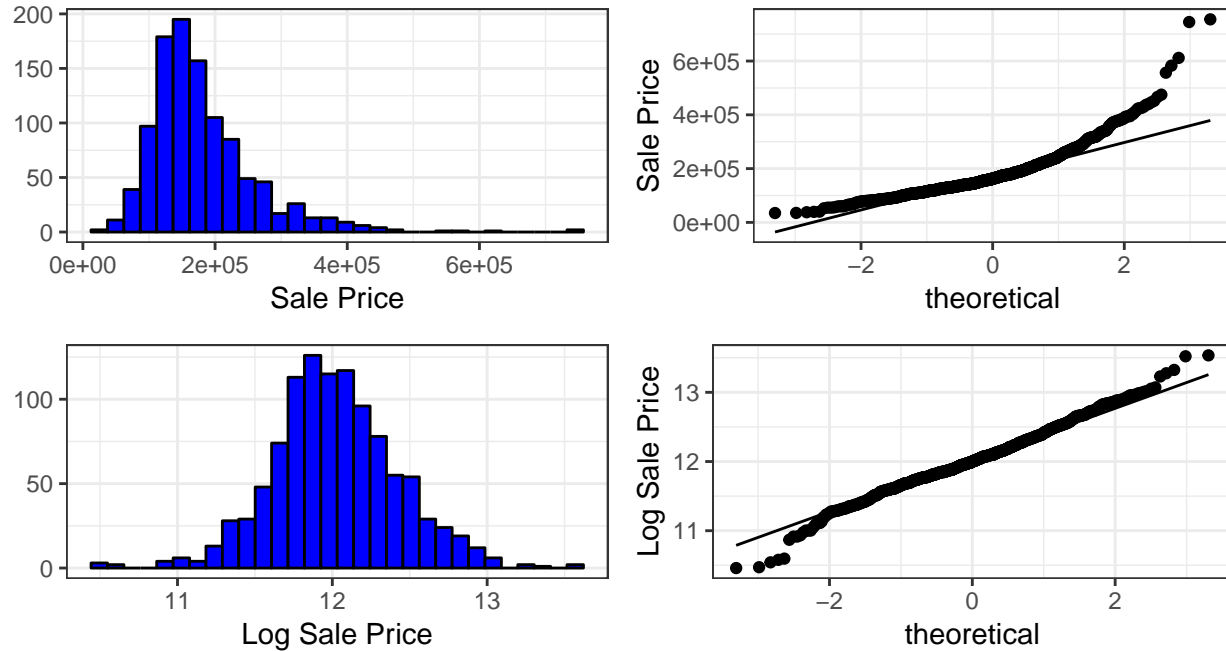 200
150
100
50
0
0e+00 2e+05 4e+05 6e+05
Sale Price
Sale Price
6e+05
4e+05
2e+05
0e+00
−2 0 2
theoretical
100
50
0
11 12 13
Log Sale Price
Log Sale Price
13
12
11
−2 0 2
theoretical